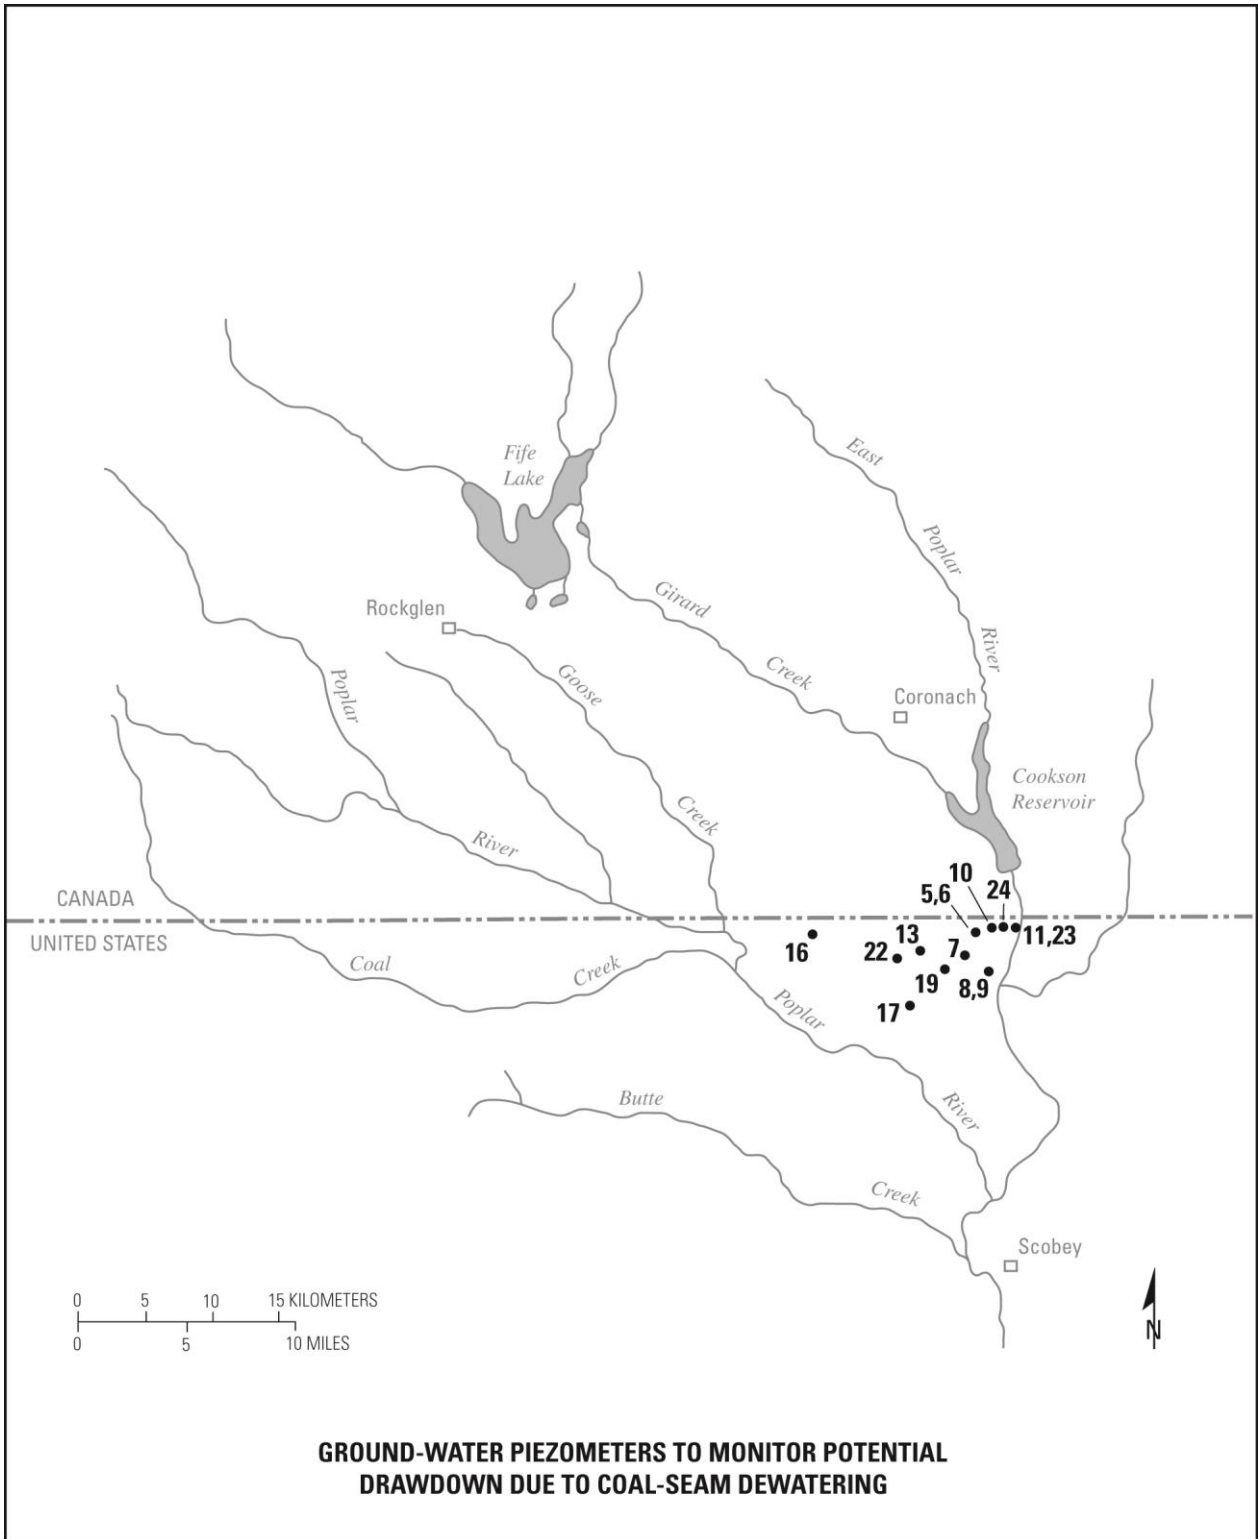 Fife
Lake
East
Poplar
River
Girard
Creek
Rockglen
Goose
Creek
Poplar
River
Coronach
Cookson
Reservoir
CANADA
UNITED STATES
10
5,6
24
11,23
16
22
13
7
19
8,9
17
Coal
Creek
Poplar
River
Butte
Creek
Scobey
0 5 10 15 KILOMETERS
0 5 10 MILES
N
GROUND-WATER PIEZOMETERS TO MONITOR POTENTIAL
DRAWDOWN DUE TO COAL-SEAM DEWATERING